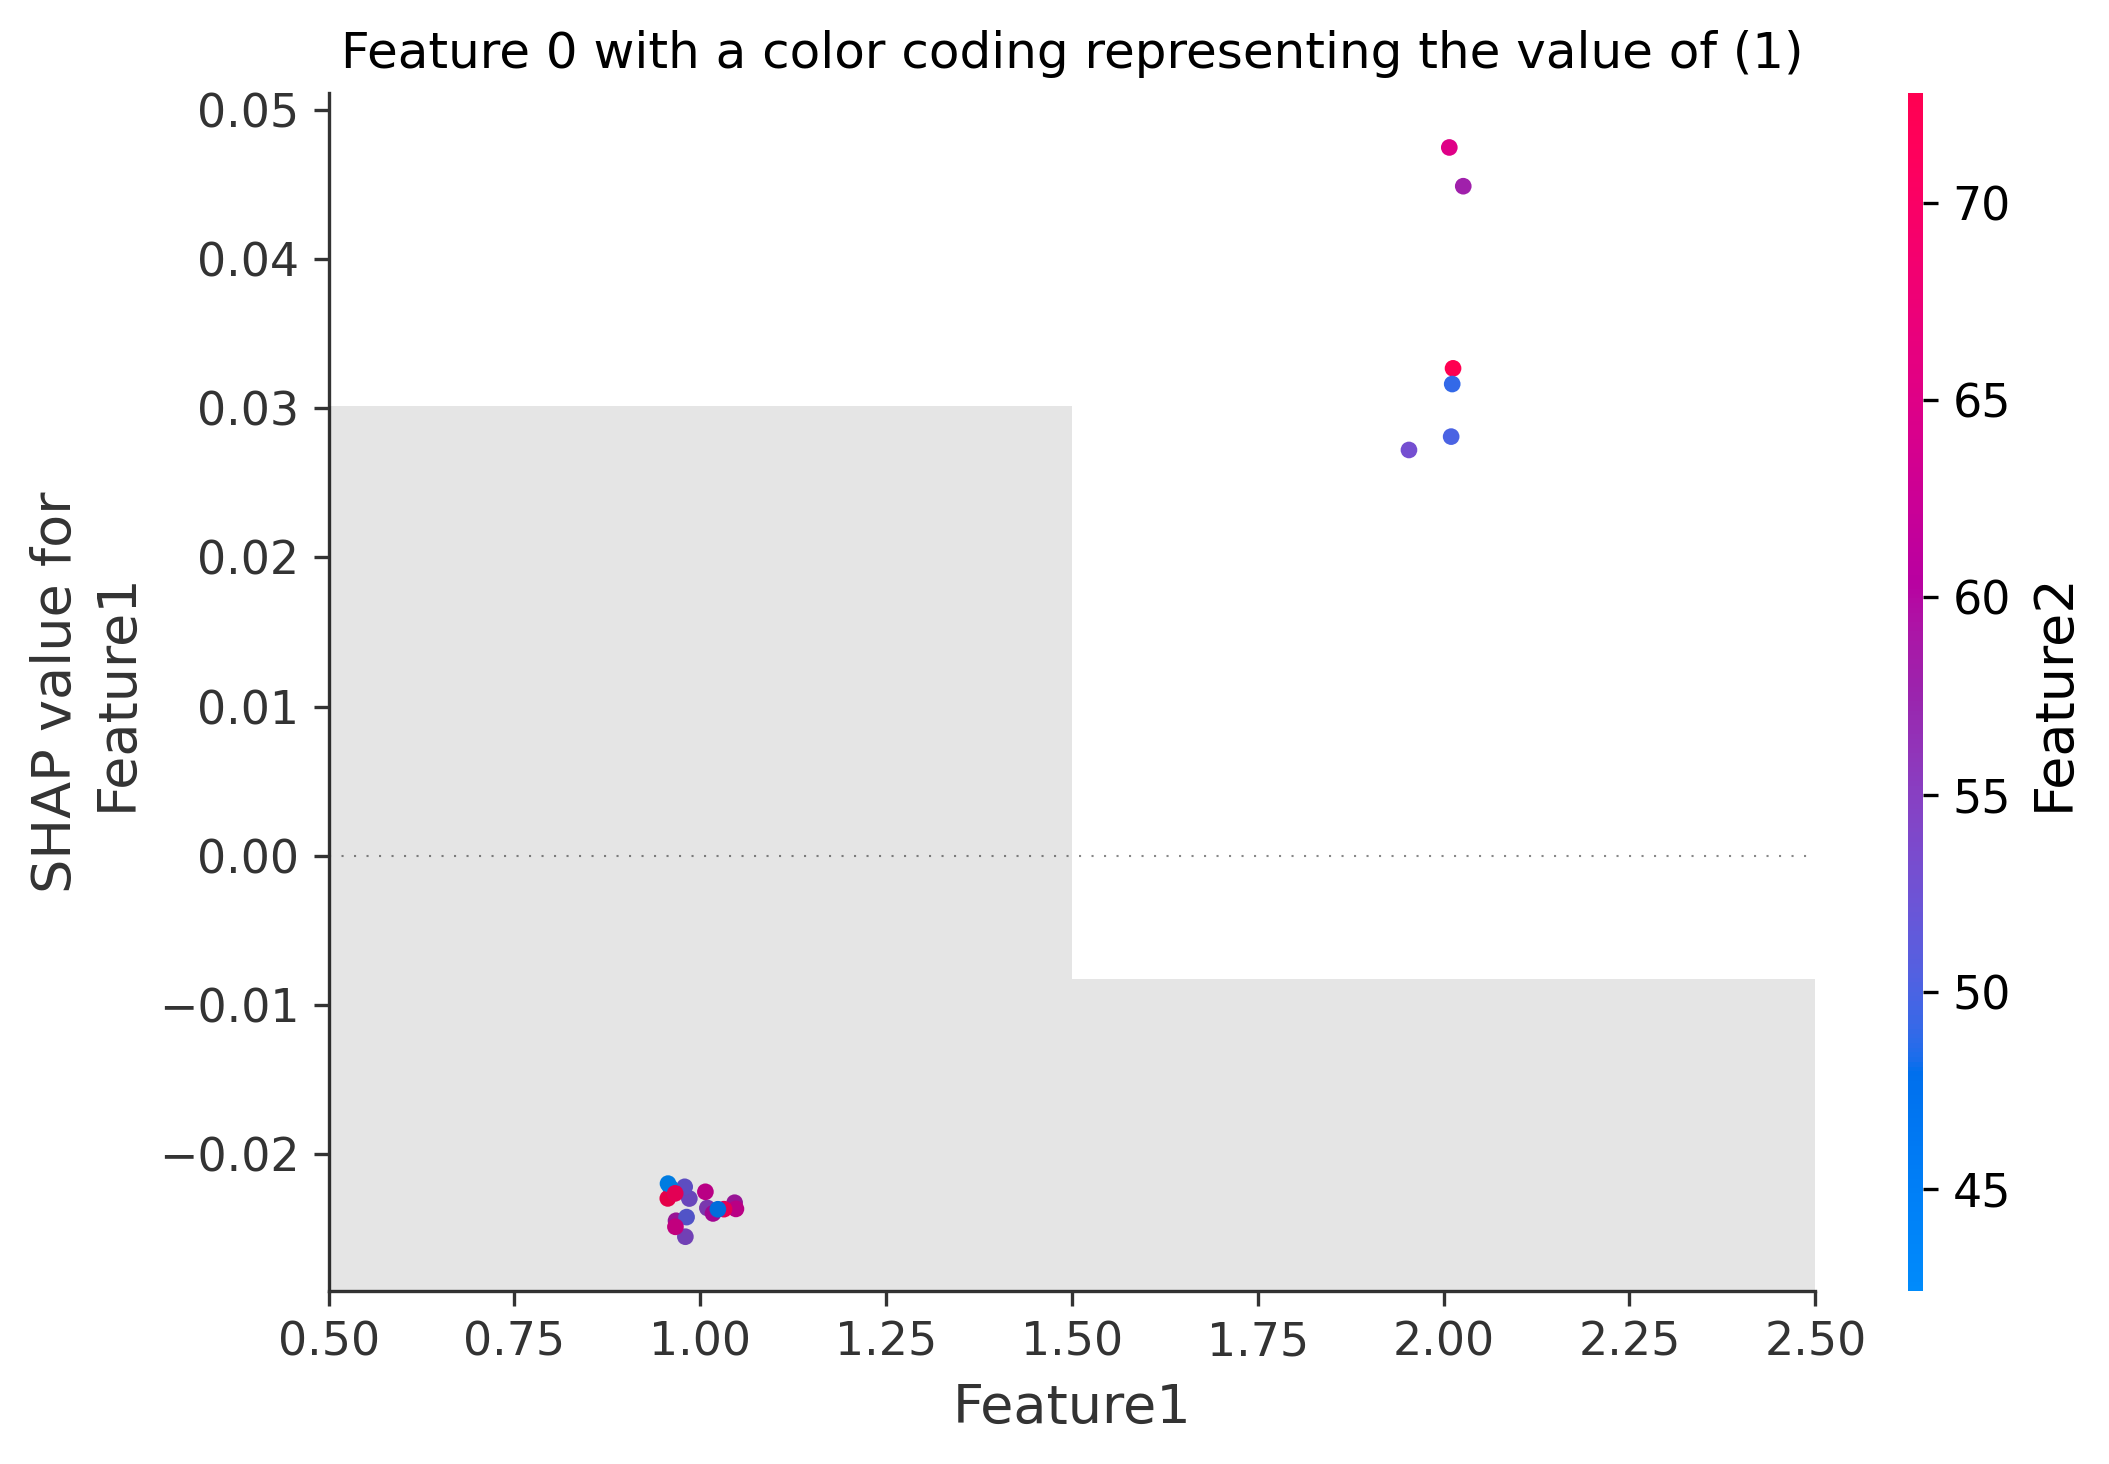 Feature 0 with a color coding representing the value of (1)
0.05
0.04
0.03
0.02
0.01
0.00
−0.01
−0.02
SHAP value for
Feature1
0.50 0.75 1.00 1.25 1.50 1.75 2.00 2.25 2.50
Feature1
70
65
60
55
50
45
Feature2